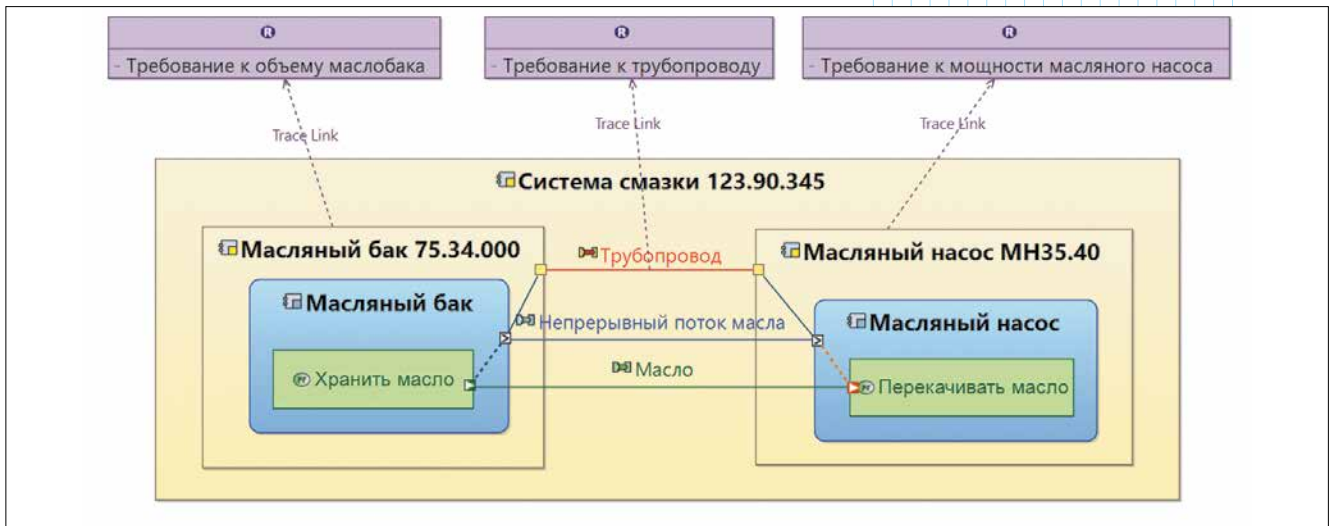 R
R
R
- Требование к объему маслобака
- Требование к трубопроводу
- Требование к мощности масляного насоса
Trace Link
Trace Link
Trace Link
Система смазки 123.90.345
Масляный бак 75.34.000
Трубопровод
Масляный насос МН35.40
Масляный бак
Непрерывный поток масла
Масляный насос
Хранить масло
Масло
PF Перекачивать масло